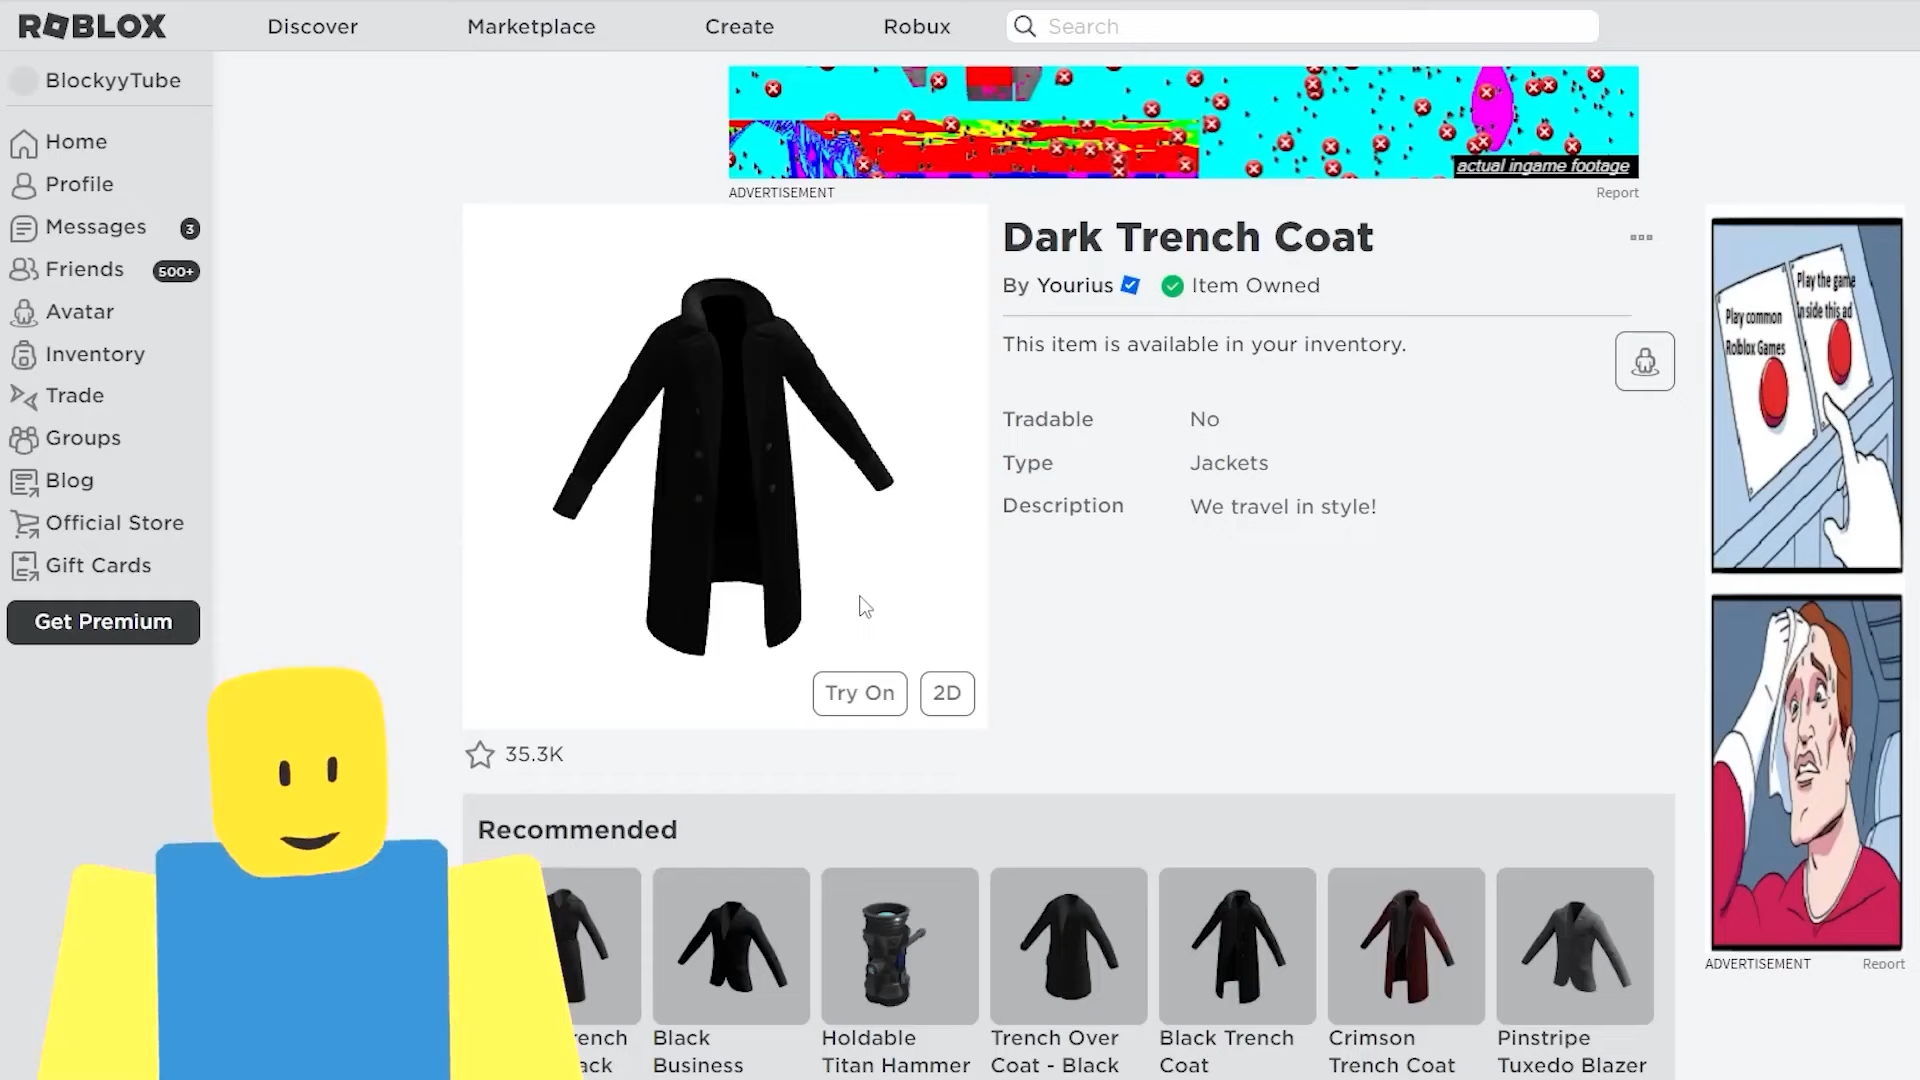 ROBLOX
Discover
Marketplace
Create
Robux
Search
BlockyyTube
Home
Profile
Messages
3
Friends
500+
Avatar
Inventory
Trade
Groups
Blog
Official Store
Gift Cards
Get Premium
actual ingame footage
ADVERTISEMENT
Report
Dark Trench Coat
By Yourius
Item Owned
This item is available in your inventory.
Tradable
No
Type
Jackets
Description
We travel in style!
Try On
2D
35.3K
Play common
Roblox Games
Play the game
inside this ad
ADVERTISEMENT
Report
Recommended
Black
Business
Holdable
Titan Hammer
Trench Over
Coat - Black
Black Trench
Coat
Crimson
Trench Coat
Pinstripe
Tuxedo Blazer